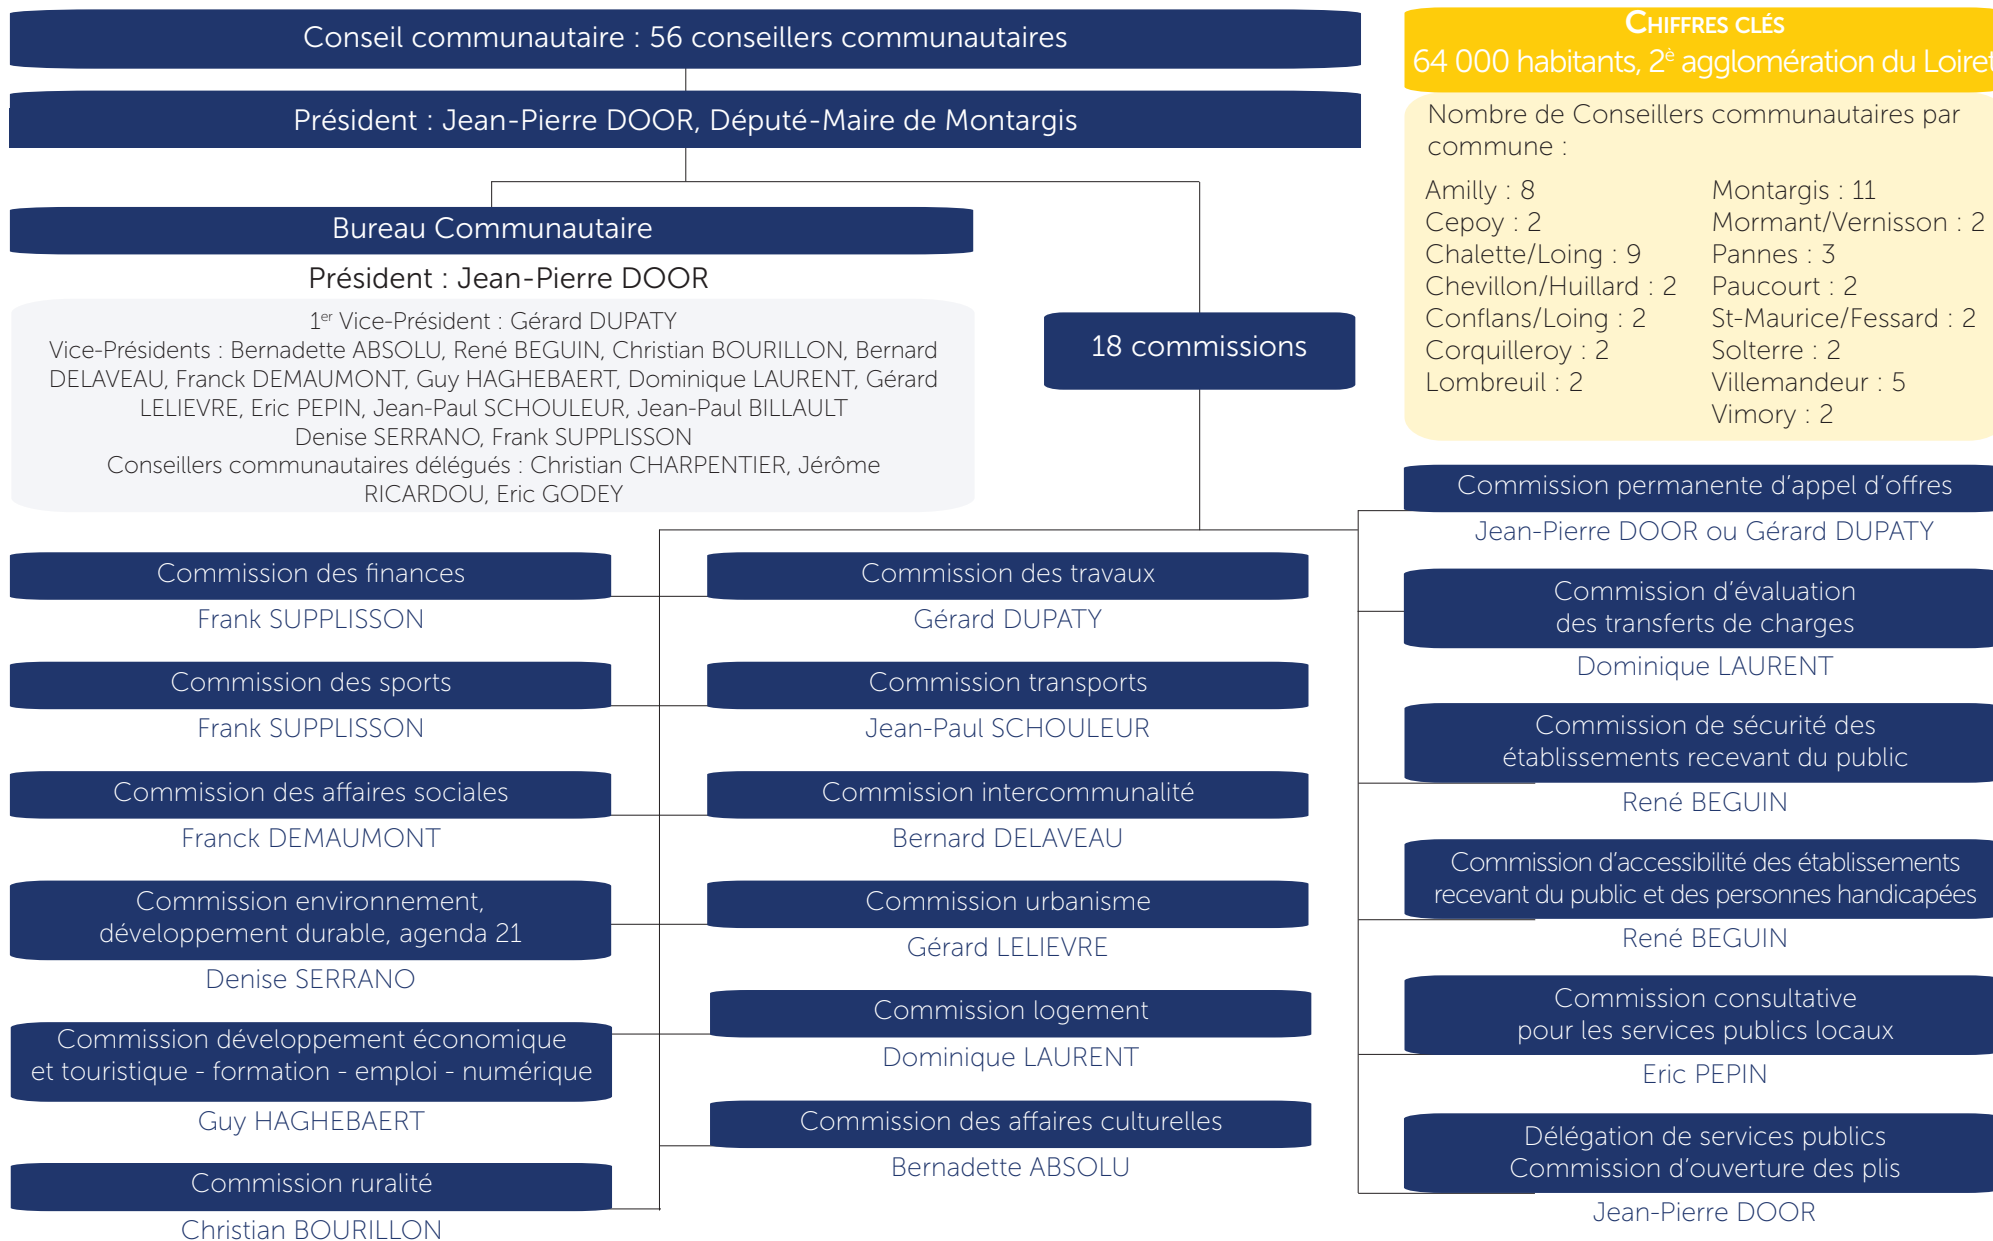 Conseil communautaire : 56 conseillers communautaires
Président : Jean-Pierre DOOR, Député-Maire de Montargis
Bureau Communautaire
Président : Jean-Pierre DOOR
1er Vice-Président : Gérard DUPATY
Vice-Présidents : Bernadette ABSOLU, René BEGUIN, Christian BOURILLON, Bernard
DELAVEAU, Franck DEMAUMONT, Guy HAGHEBAERT, Dominique LAURENT, Gérard
LELIEVRE, Eric PEPIN, Jean-Paul SCHOULEUR, Jean-Paul BILLAULT
Denise SERRANO, Frank SUPPLISSON
Conseillers communautaires délégués : Christian CHARPENTIER, Jérôme
RICARDOU, Eric GODEY
18 commissions
CHIFFRES CLÉS
64 000 habitants, 2è agglomération du Loiret
Nombre de Conseillers communautaires par
commune :
Amilly : 8
Cepoy : 2
Chalette/Loing : 9
Chevillon/Huillard : 2
Conflans/Loing : 2
Corquilleroy : 2
Lombreuil : 2
Montargis : 11
Mormant/Vernisson : 2
Pannes : 3
Paucourt : 2
St-Maurice/Fessard : 2
Solterre : 2
Villemandeur : 5
Vimory : 2
Commission des finances
Frank SUPPLISSON
Commission des sports
Frank SUPPLISSON
Commission des affaires sociales
Franck DEMAUMONT
Commission environnement,
développement durable, agenda 21
Denise SERRANO
Commission développement économique
et touristique - formation - emploi - numérique
Guy HAGHEBAERT
Commission ruralité
Christian BOURILLON
Commission des travaux
Gérard DUPATY
Commission transports
Jean-Paul SCHOULEUR
Commission intercommunalité
Bernard DELAVEAU
Commission urbanisme
Gérard LELIEVRE
Commission logement
Dominique LAURENT
Commission des affaires culturelles
Bernadette ABSOLU
Commission permanente d'appel d'offres
Jean-Pierre DOOR ou Gérard DUPATY
Commission d'évaluation
des transferts de charges
Dominique LAURENT
Commission de sécurité des
établissements recevant du public
René BEGUIN
Commission d'accessibilité des établissements
recevant du public et des personnes handicapées
René BEGUIN
Commission consultative
pour les services publics locaux
Eric PEPIN
Délégation de services publics
Commission d'ouverture des plis
Jean-Pierre DOOR